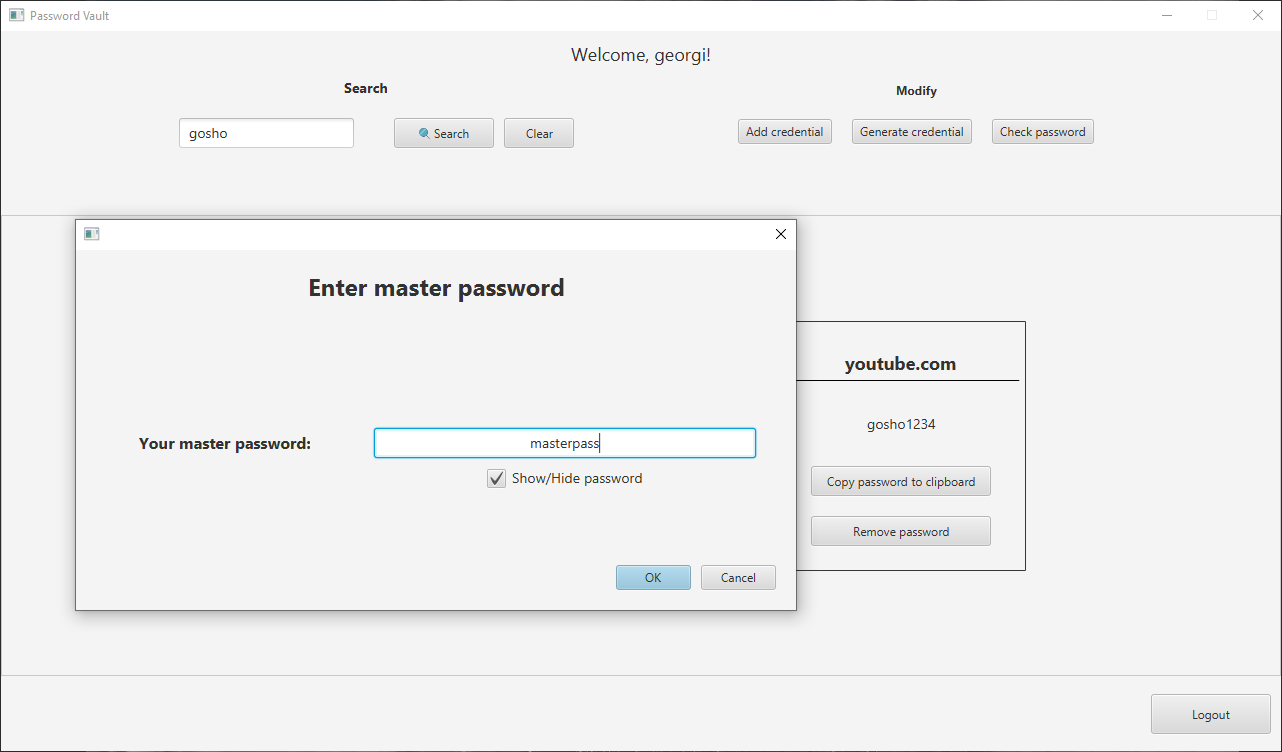 Password Vault
Welcome, georgi!
Search
Modify
gosho
Search
Clear
Add credential
Generate credential
Check password
Enter master password
Your master password:
masterpass
Show/Hide password
OK
Cancel
youtube.com
gosho1234
Copy password to clipboard
Remove password
Logout